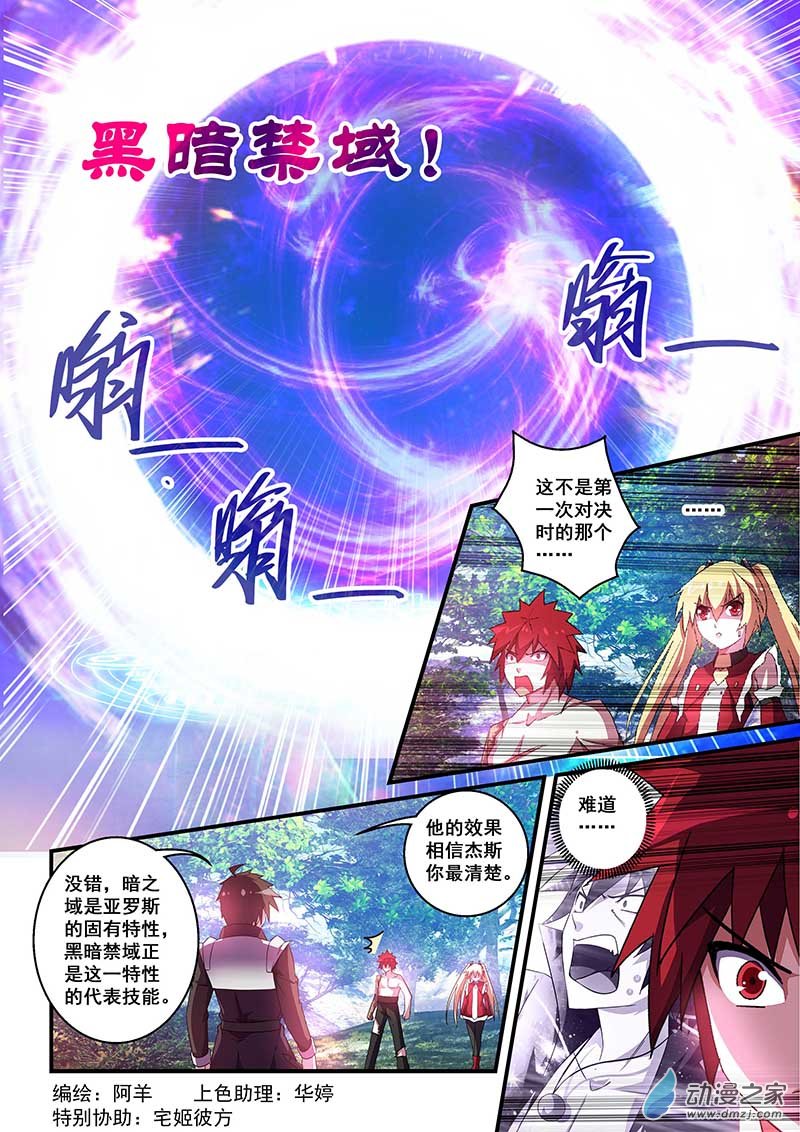 黑暗禁域！
嗡——
嗡——
嗡——
这不是第
一次对决
时的那个
……
……
难道
……
他的效果
相信杰斯
你最清楚。
没错，暗之
域是亚罗斯
的固有特性，
黑暗禁域正
是这一特性
的代表技能。
编绘：阿羊 上色助理：华婷
特别协助：宅姬彼方
动漫之家
www.dmzj.com